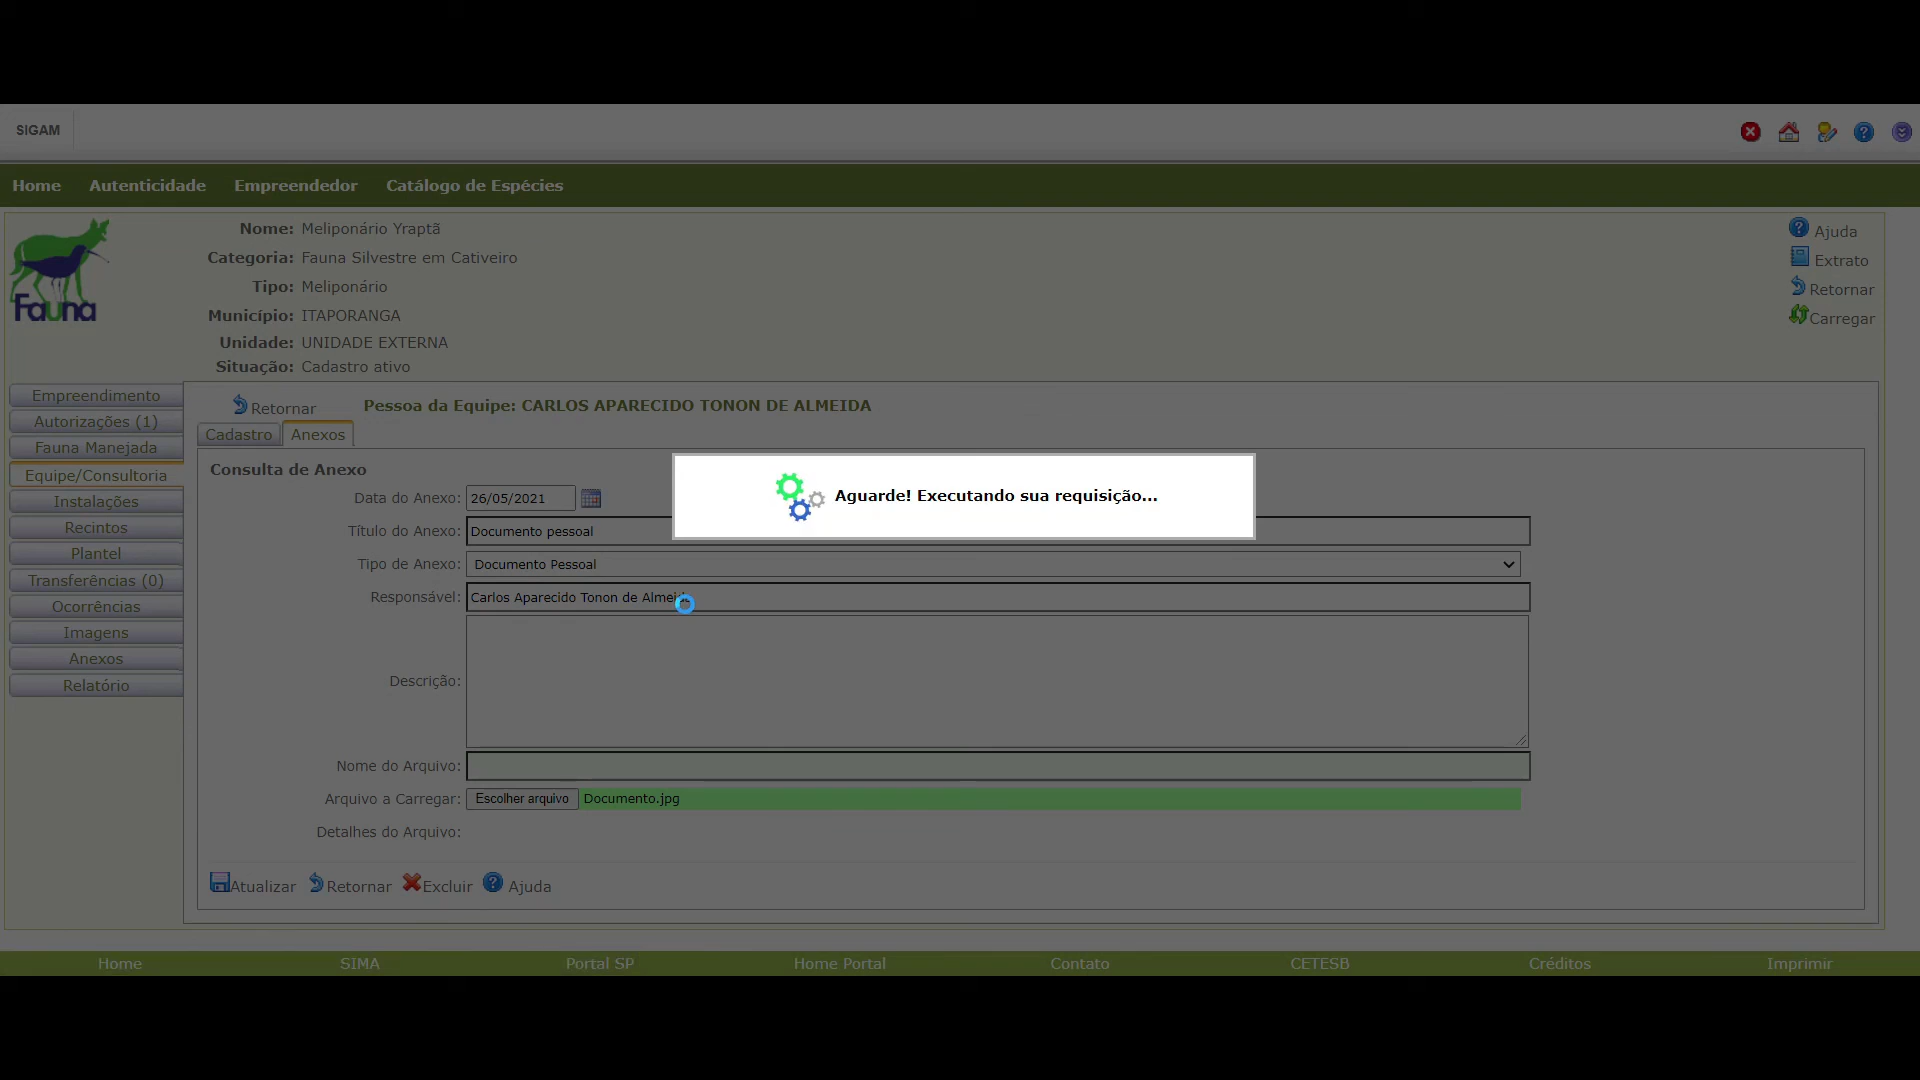 SIGAM
Home Autenticidade Empreendedor Catálogo de Espécies
Fauna
Nome: Meliponário Yraptã
Categoria: Fauna Silvestre em Cativeiro
Tipo: Meliponário
Município: ITAPORANGA
Unidade: UNIDADE EXTERNA
Situação: Cadastro ativo
Ajuda
Extrato
Retornar
Carregar
Empreendimento
Autorizações (1)
Fauna Manejada
Equipe/Consultoria
Instalações
Recintos
Plantel
Transferências (0)
Ocorrências
Imagens
Anexos
Relatório
Retornar Pessoa da Equipe: CARLOS APARECIDO TONON DE ALMEIDA
Cadastro Anexos
Consulta de Anexo
Data do Anexo: 26/05/2021
Aguarde! Executando sua requisição...
Título do Anexo: Documento pessoal
Tipo de Anexo: Documento Pessoal
Responsável: Carlos Aparecido Tonon de
Descrição:
Nome do Arquivo:
Arquivo a Carregar: Escolher arquivo Documento.jpg
Detalhes do Arquivo:
Atualizar Retornar Excluir Ajuda
Home SIMA Portal SP Home Portal Contato CETESB Créditos Imprimir